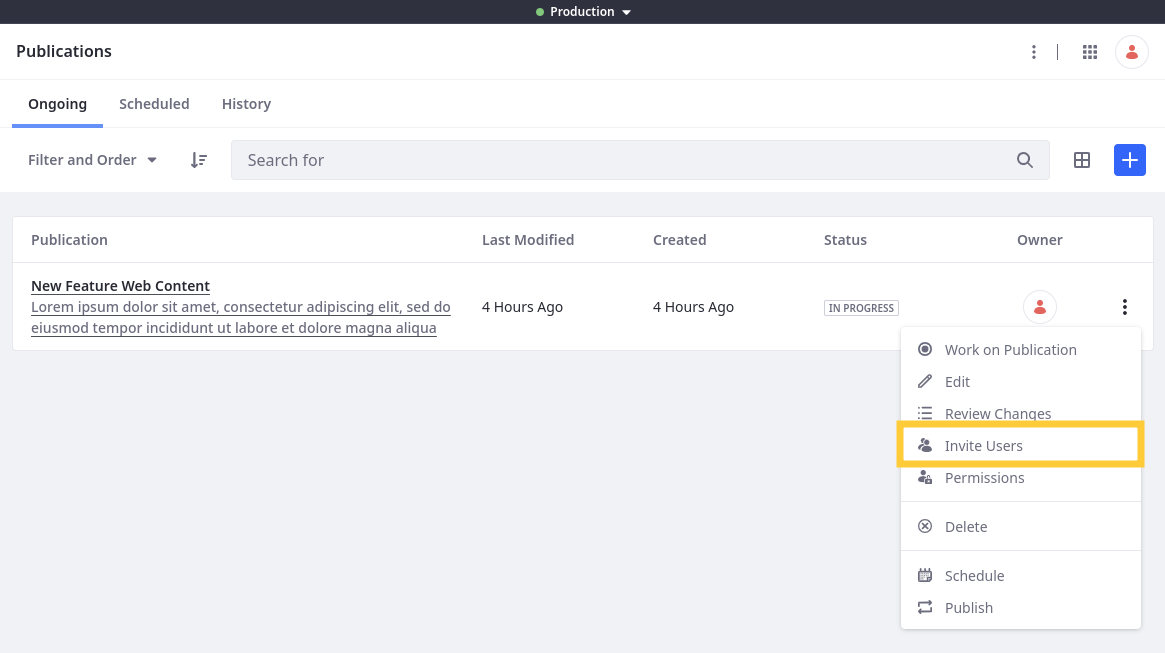 Production
Publications
Ongoing Scheduled History
Filter and Order Search for
Publication Last Modified Created Status Owner
New Feature Web Content
Lorem ipsum dolor sit amet, consectetur adipiscing elit, sed do
eiusmod tempor incididunt ut labore et dolore magna aliqua
4 Hours Ago 4 Hours Ago IN PROGRESS
Work on Publication
Edit
Review Changes
Invite Users
Permissions
Delete
Schedule
Publish